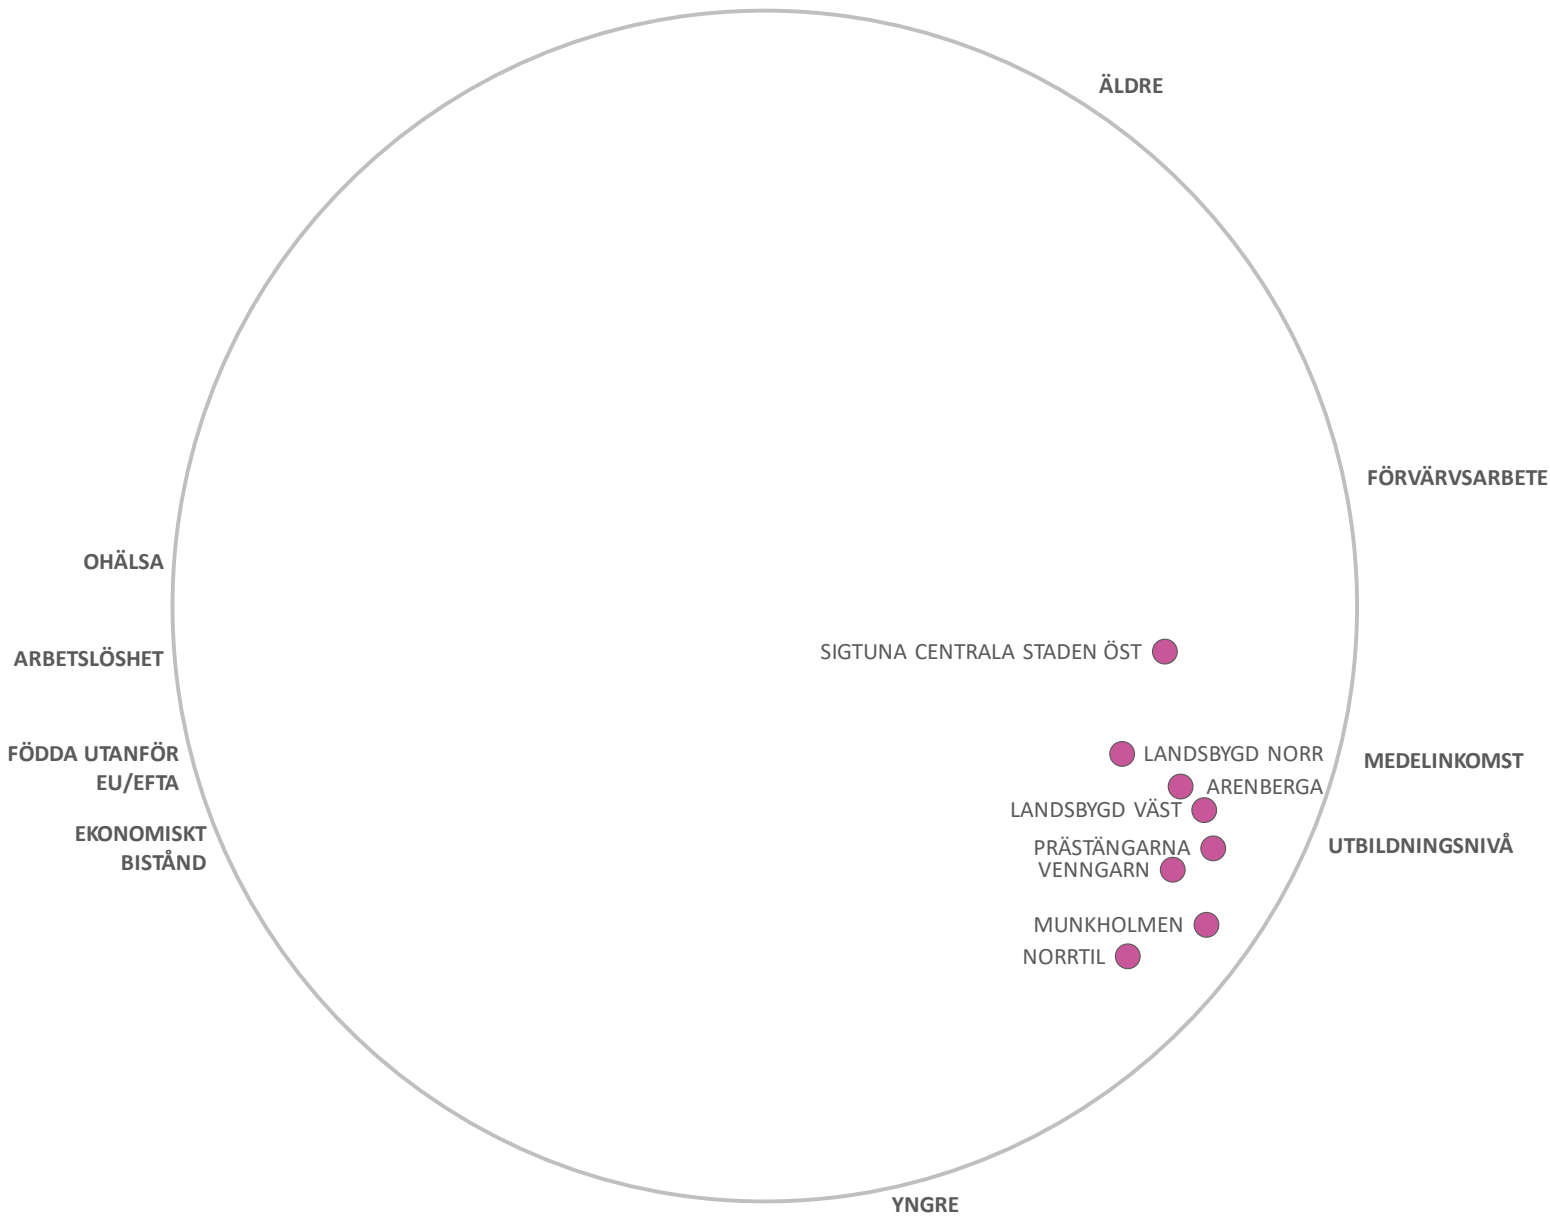 ÄLDRE
FÖRVÄRVSARBETE
OHÄLSA
SIGTUNA CENTRALA STADEN ÖST
ARBETSLÖSHET
FÖDDA UTANFÖR
EU/EFTA
LANDSBYGD NORR
MEDELINKOMST
ARENBERGA
LANDSBYGD VÄST
EKONOMISKT
BISTÅND
PRÄSTÄNGARNA
UTBILDNINGSNIVÅ
VENNGARN
MUNKHOLMEN
NORRTIL
YNGRE